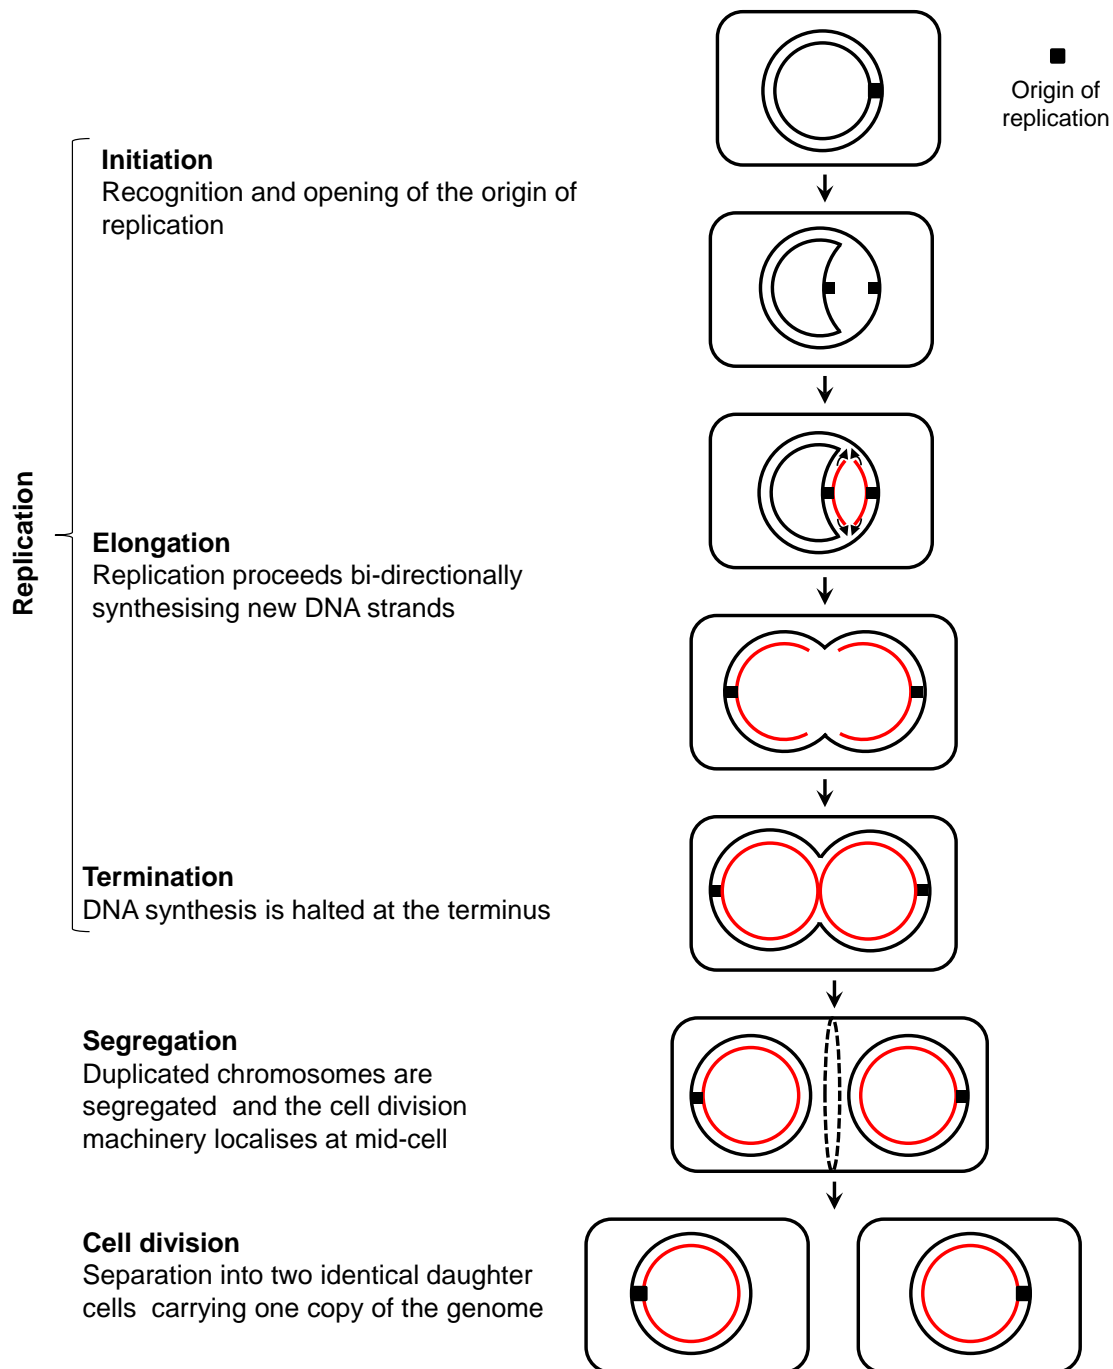 Origin of
replication
Initiation
Recognition and opening of the origin of
replication
Replication
Elongation
Replication proceeds bi-directionally
synthesising new DNA strands
Termination
DNA synthesis is halted at the terminus
Segregation
Duplicated chromosomes are
segregated  and the cell division
machinery localises at mid-cell
Cell division
Separation into two identical daughter
cells  carrying one copy of the genome